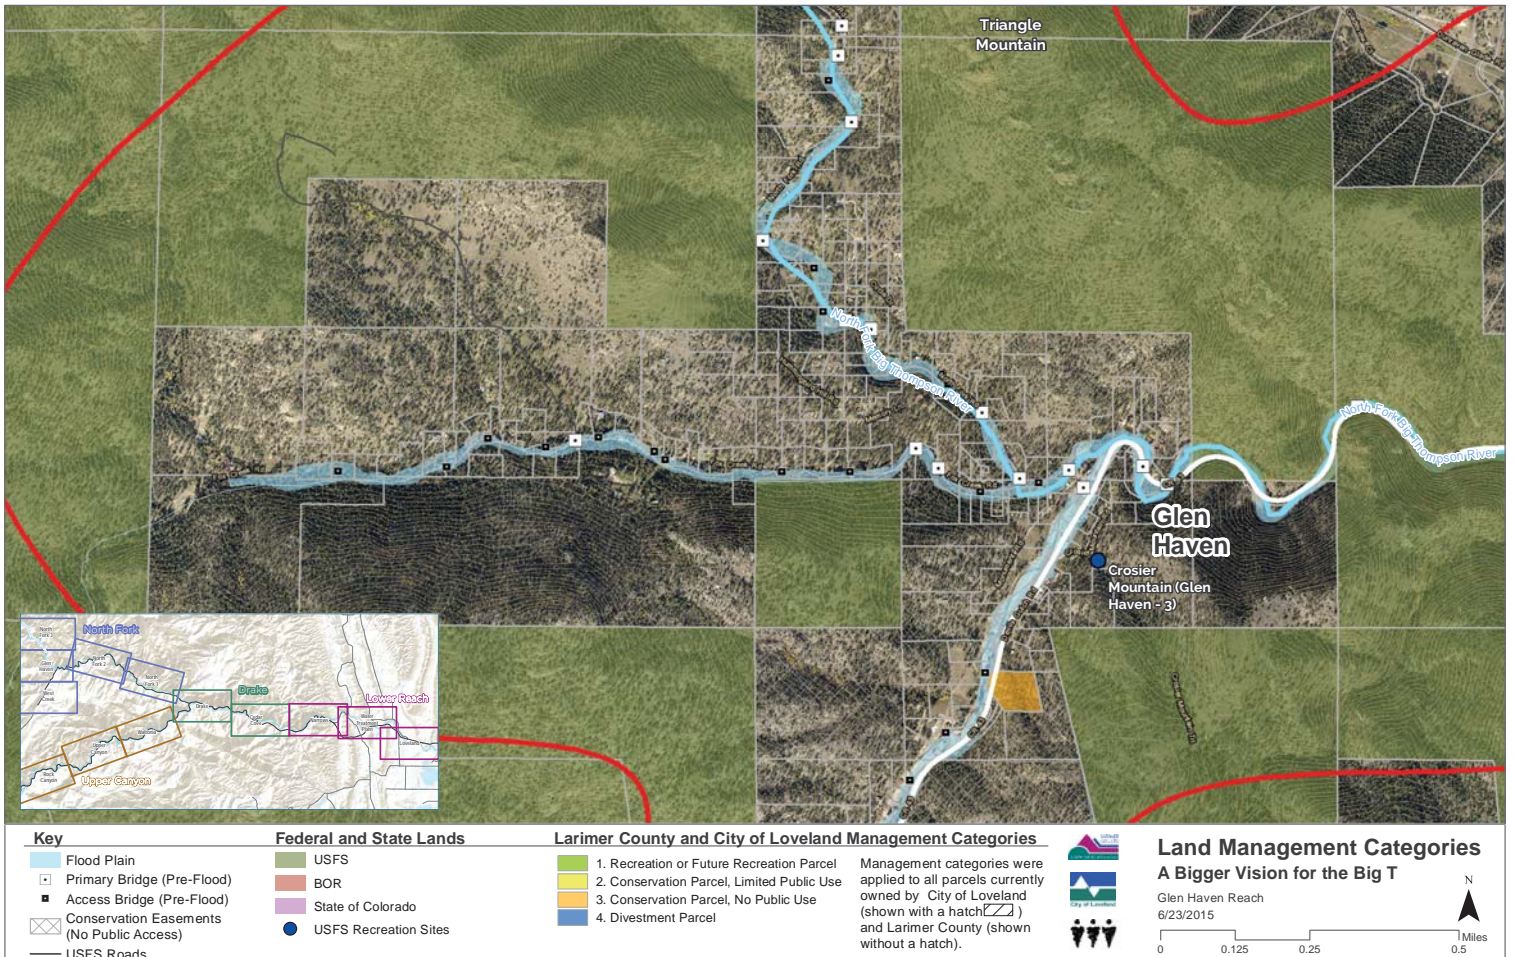 Triangle
Mountain
North Fork Big Thompson River
North Fork Big Thompson River
Glen
Haven
Crosier
Mountain (Glen
Haven - 3)
North Fork
Drake
Lower Reach
Upper Canyon
Key
Flood Plain
Primary Bridge (Pre-Flood)
Access Bridge (Pre-Flood)
Conservation Easements
(No Public Access)
USFS Roads
Federal and State Lands
USFS
BOR
State of Colorado
USFS Recreation Sites
Larimer County and City of Loveland Management Categories
1. Recreation or Future Recreation Parcel
2. Conservation Parcel, Limited Public Use
3. Conservation Parcel, No Public Use
4. Divestment Parcel
Management categories were
applied to all parcels currently
owned by City of Loveland
(shown with a hatch )
and Larimer County (shown
without a hatch).
City of Loveland
Land Management Categories
A Bigger Vision for the Big T
Glen Haven Reach
6/23/2015
N
Miles
0 0.125 0.25 0.5